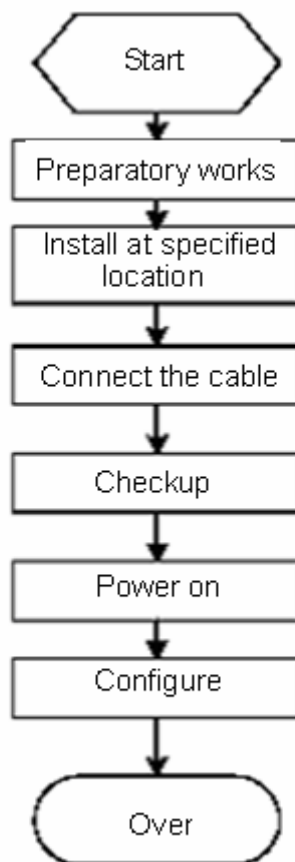 Start
Preparatory works
Install at specified
location
Connect the cable
Checkup
Power on
Configure
Over